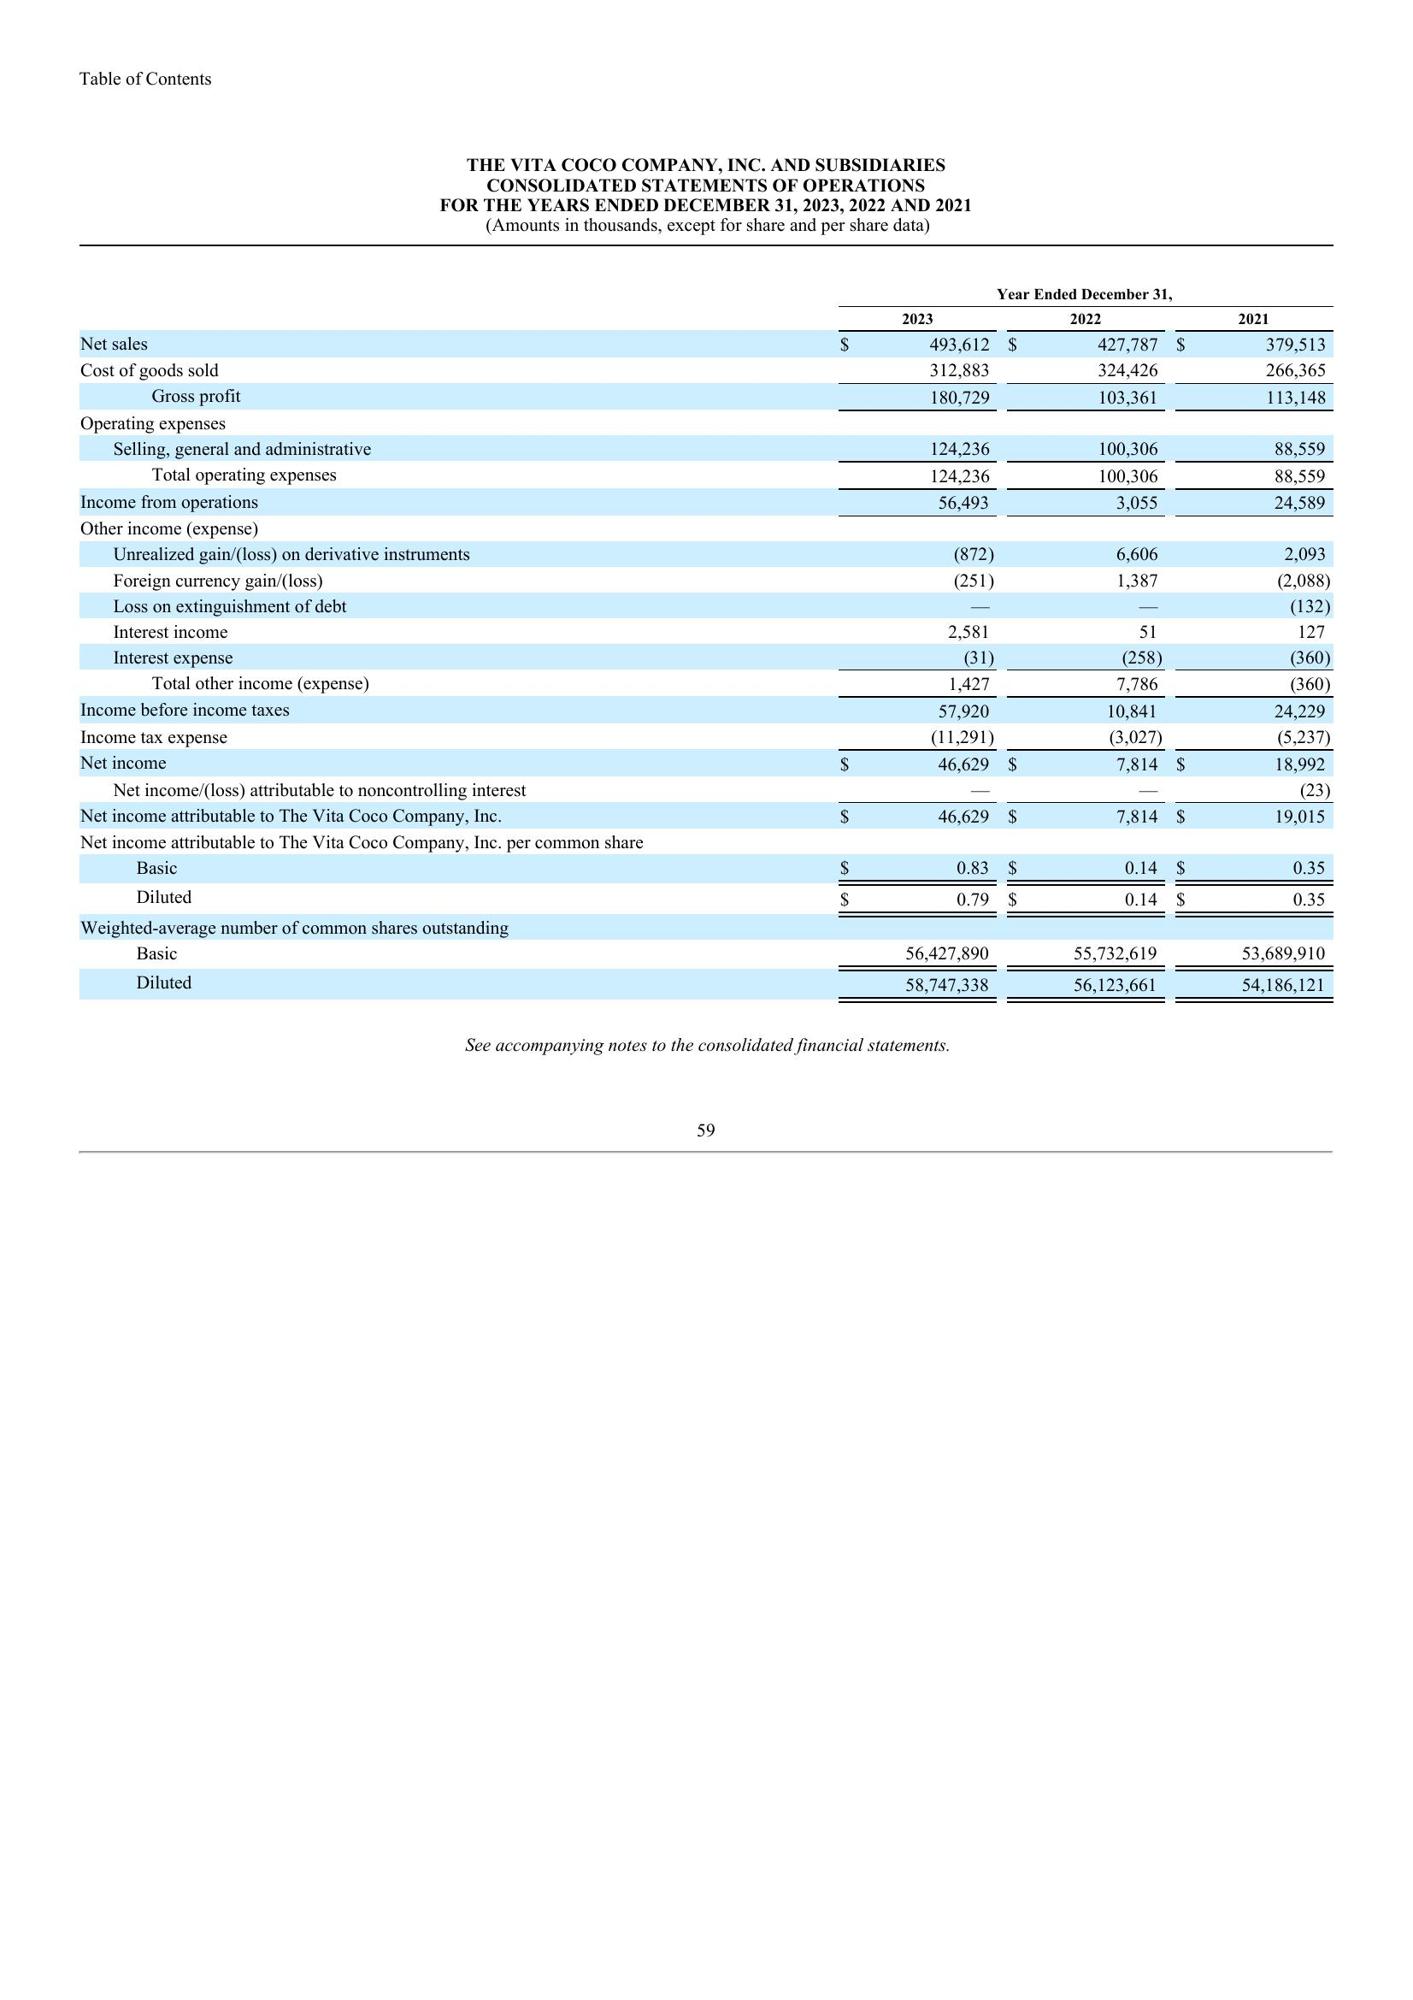 Table of Contents
THE VITA COCO COMPANY, INC. AND SUBSIDIARIES
CONSOLIDATED STATEMENTS OF OPERATIONS
FOR THE YEARS ENDED DECEMBER 31, 2023, 2022 AND 2021
(Amounts in thousands, except for share and per share data)
Year Ended December 31,
2023 2022 2021
Net sales $ 493,612 $ 427,787 $ 379,513
Cost of goods sold 312,883 324,426 266,365
Gross profit 180,729 103,361 113,148
Operating expenses
Selling, general and administrative 124,236 100,306 88,559
Total operating expenses 124,236 100,306 88,559
Income from operations 56,493 3,055 24,589
Other income (expense)
Unrealized gain/(loss) on derivative instruments (872) 6,606 2,093
Foreign currency gain/(loss) (251) 1,387 (2,088)
Loss on extinguishment of debt — — (132)
Interest income 2,581 51 127
Interest expense (31) (258) (360)
Total other income (expense) 1,427 7,786 (360)
Income before income taxes 57,920 10,841 24,229
Income tax expense (11,291) (3,027) (5,237)
Net income $ 46,629 $ 7,814 $ 18,992
Net income/(loss) attributable to noncontrolling interest — — (23)
Net income attributable to The Vita Coco Company, Inc. $ 46,629 $ 7,814 $ 19,015
Net income attributable to The Vita Coco Company, Inc. per common share
Basic $ 0.83 $ 0.14 $ 0.35
Diluted $ 0.79 $ 0.14 $ 0.35
Weighted-average number of common shares outstanding
Basic 56,427,890 55,732,619 53,689,910
Diluted 58,747,338 56,123,661 54,186,121
See accompanying notes to the consolidated financial statements.
59